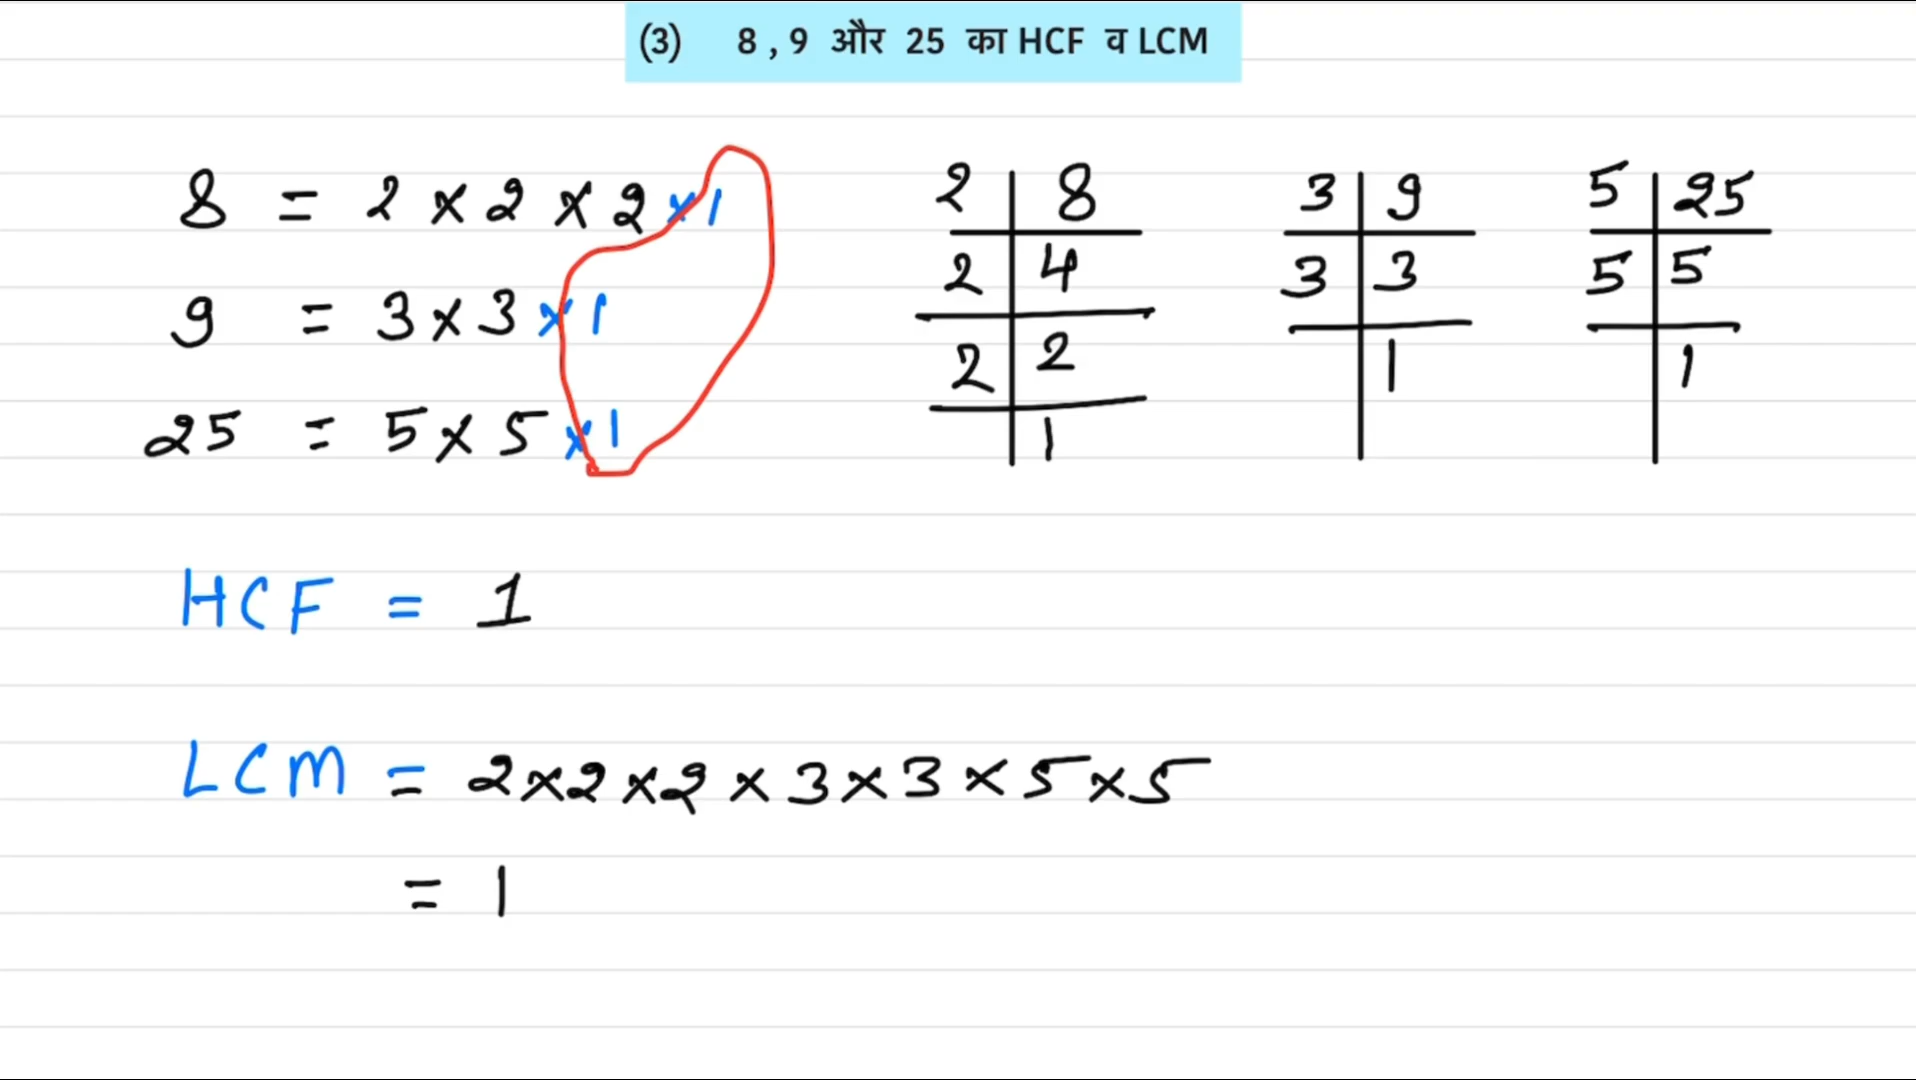 (3) 8 , 9 और 25 का HCF व LCM
8 = 2 × 2 × 2 × 1
9 = 3 × 3 × 1
25 = 5 × 5 × 1
2 | 8
2 | 4
2 | 2
1
3 | 9
3 | 3
1
5 | 25
5 | 5
1
HCF = 1
LCM = 2 × 2 × 2 × 3 × 3 × 5 × 5
= 1